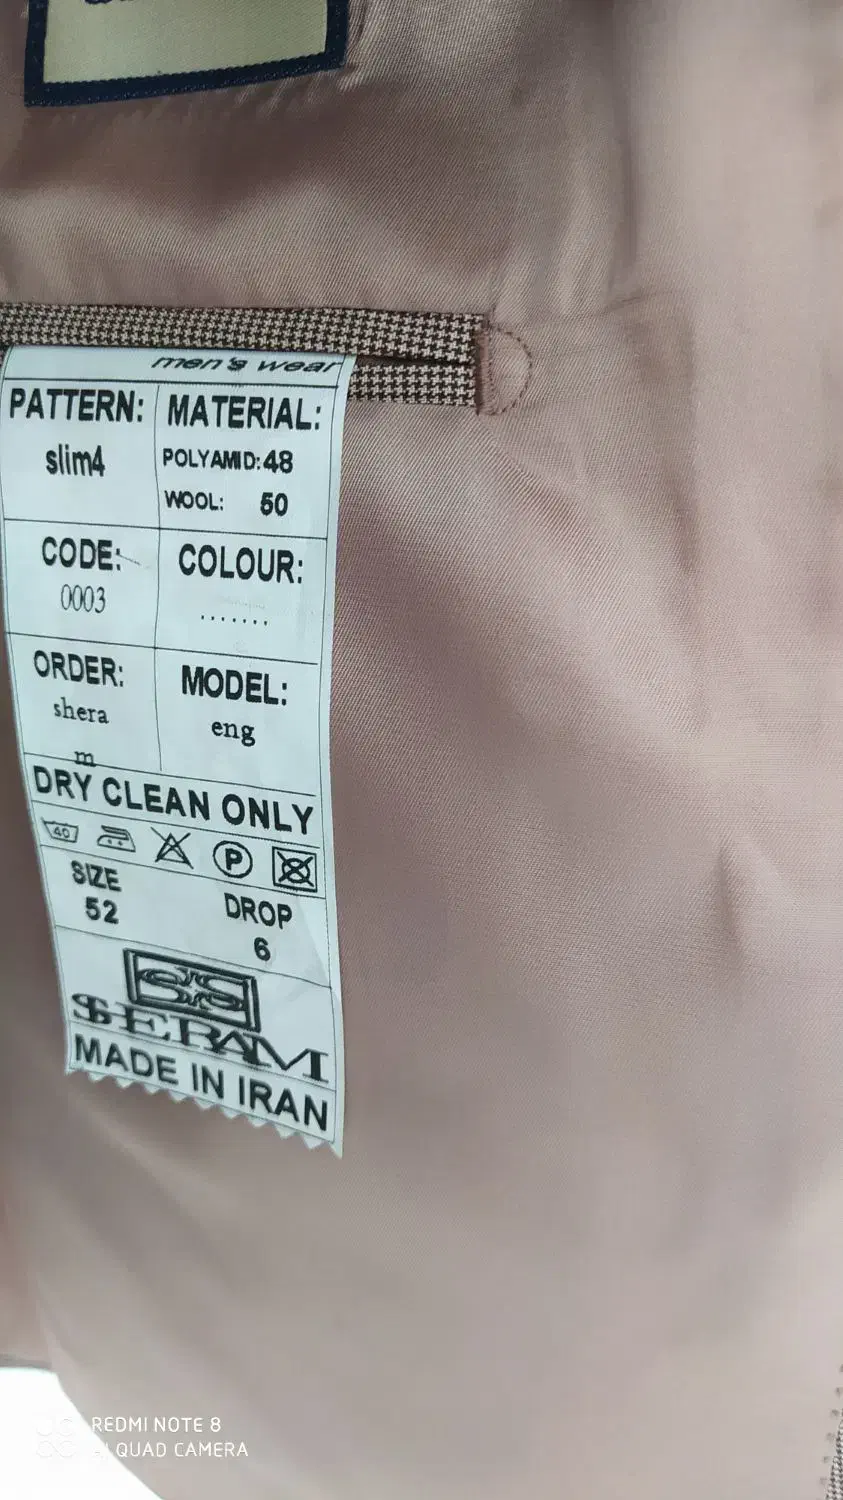 men's wear
PATTERN: MATERIAL:
slim4 POLYAMID:48
WOOL: 50
CODE: COLOUR:
0003 .......
ORDER: MODEL:
shera eng
m
DRY CLEAN ONLY
40 P
SIZE DROP
52 6
SERAM
MADE IN IRAN
REDMI NOTE 8
AI QUAD CAMERA